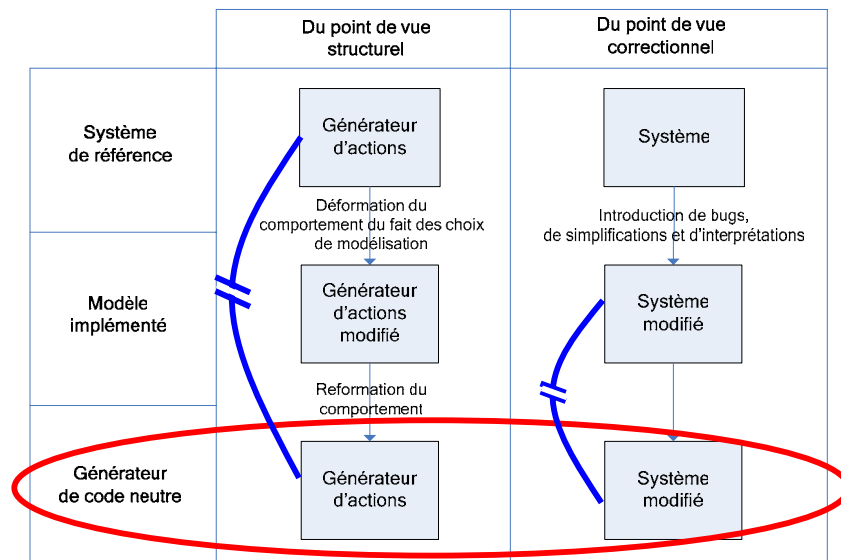 Du point de vue
structurel
Du point de vue
correctionnel
Système
de référence
Générateur
d'actions
Système
Déformation du
comportement du fait des choix
de modélisation
Introduction de bugs,
de simplifications et d'interprétations
Modèle
implémenté
Générateur
d'actions
modifié
Système
modifié
Reformation du
comportement
Générateur
de code neutre
Générateur
d'actions
Système
modifié